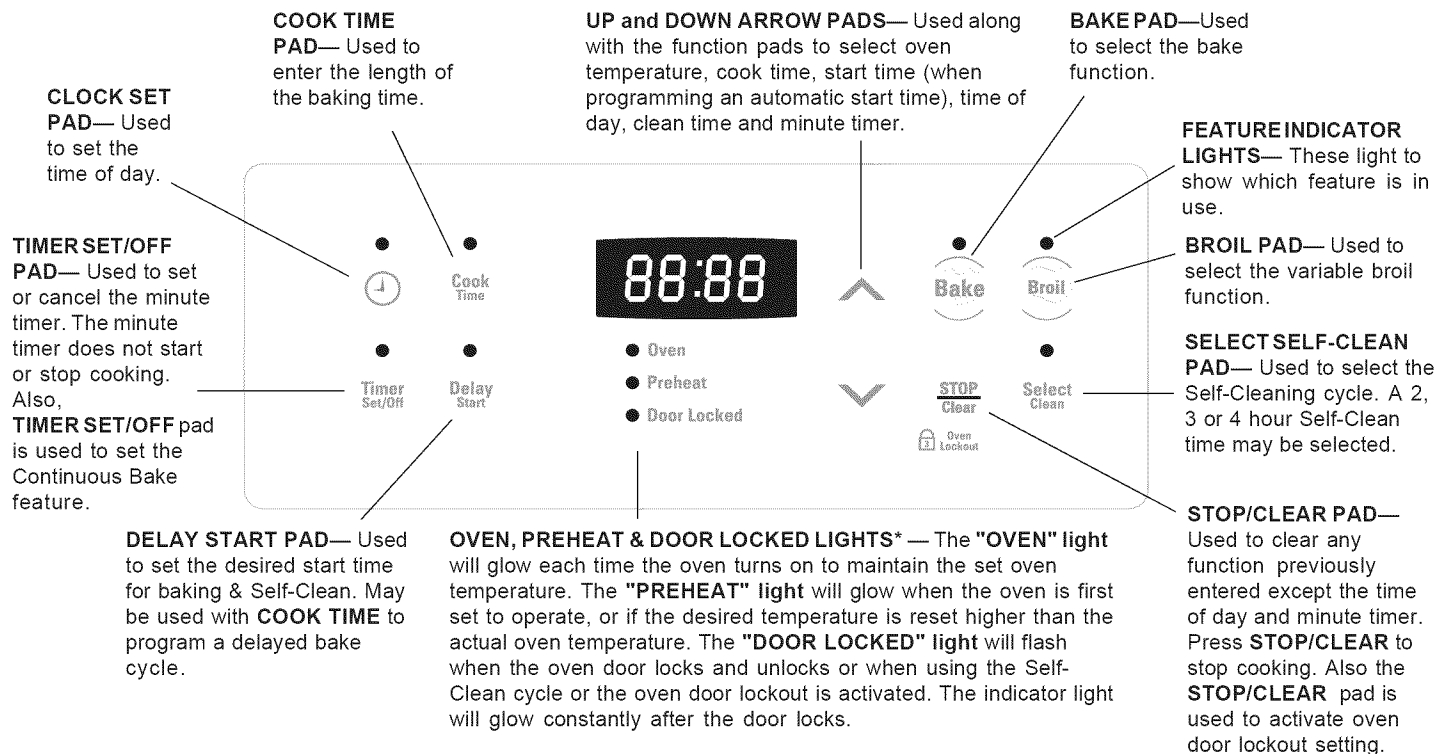 COOK TIME
PAD— Used to
enter the length of
the baking time.
UP and DOWN ARROW PADS— Used along
with the function pads to select oven
temperature, cook time, start time (when
programming an automatic start time), time of
day, clean time and minute timer.
BAKE PAD—Used
to select the bake
function.
CLOCK SET
PAD— Used
to set the
time of day.
FEATURE INDICATOR
LIGHTS— These light to
show which feature is in
use.
TIMER SET/OFF
PAD— Used to set
or cancel the minute
timer. The minute
timer does not start
or stop cooking.
Also,
TIMER SET/OFF pad
is used to set the
Continuous Bake
feature.
Cook
Time
88:88
Bake
Broil
BROIL PAD— Used to
select the variable broil
function.
Timer
Set/Off
Delay
Start
Oven
Preheat
Door Locked
STOP
Clear
Oven
Lockout
Select
Clean
SELECT SELF-CLEAN
PAD— Used to select the
Self-Cleaning cycle. A 2,
3 or 4 hour Self-Clean
time may be selected.
DELAY START PAD— Used
to set the desired start time
for baking & Self-Clean. May
be used with COOK TIME to
program a delayed bake
cycle.
OVEN, PREHEAT & DOOR LOCKED LIGHTS* — The "OVEN" light
will glow each time the oven turns on to maintain the set oven
temperature. The "PREHEAT" light will glow when the oven is first
set to operate, or if the desired temperature is reset higher than the
actual oven temperature. The "DOOR LOCKED" light will flash
when the oven door locks and unlocks or when using the Self-
Clean cycle or the oven door lockout is activated. The indicator light
will glow constantly after the door locks.
STOP/CLEAR PAD—
Used to clear any
function previously
entered except the time
of day and minute timer.
Press STOP/CLEAR to
stop cooking. Also the
STOP/CLEAR pad is
used to activate oven
door lockout setting.